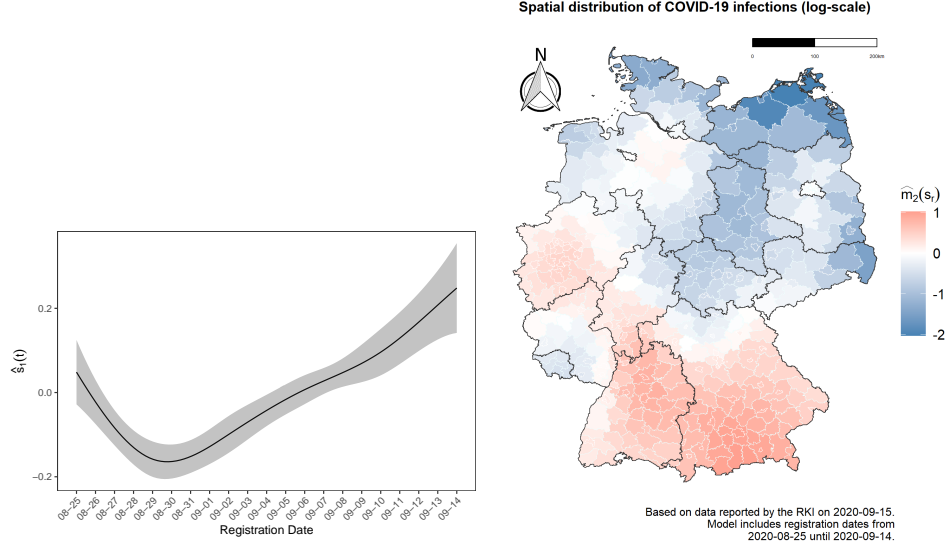 Spatial distribution of COVID-19 infections (log-scale)
0 100 200km
N
m̂₂(sᵣ)
1
0
-1
-2
ŝ₁(t)
0.2
0.0
−0.2
08-25 08-26 08-27 08-28 08-29 08-30 08-31 09-01 09-02 09-03 09-04 09-05 09-06 09-07 09-08 09-09 09-10 09-11 09-12 09-13 09-14
Registration Date
Based on data reported by the RKI on 2020-09-15.
Model includes registration dates from
2020-08-25 until 2020-09-14.